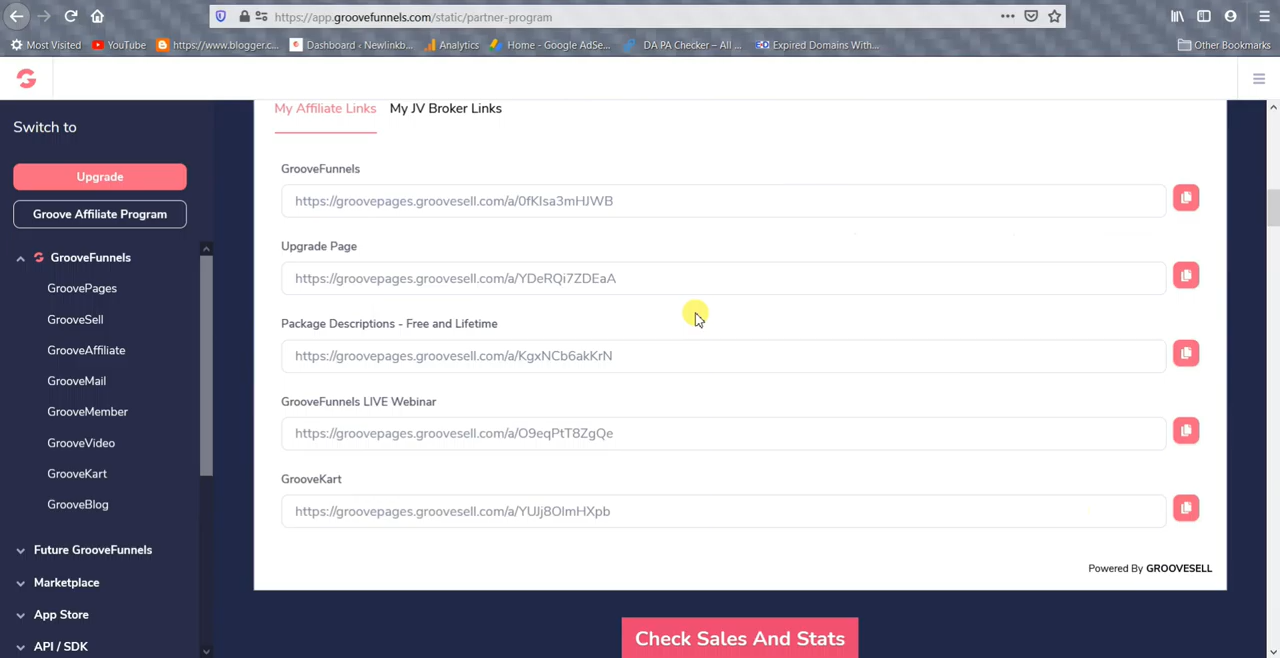 https://app.groovefunnels.com/static/partner-program
Most Visited
YouTube
https://www.blogger.c...
Dashboard ‹ Newlinkb...
Analytics
Home - Google AdSe...
DA PA Checker – All ...
Expired Domains With...
Other Bookmarks
Switch to
Upgrade
Groove Affiliate Program
GrooveFunnels
GroovePages
GrooveSell
GrooveAffiliate
GrooveMail
GrooveMember
GrooveVideo
GrooveKart
GrooveBlog
Future GrooveFunnels
Marketplace
App Store
API / SDK
My Affiliate Links
My JV Broker Links
GrooveFunnels
https://groovepages.groovesell.com/a/0fKIsa3mHJWB
Upgrade Page
https://groovepages.groovesell.com/a/YDeRQi7ZDEaA
Package Descriptions - Free and Lifetime
https://groovepages.groovesell.com/a/KgxNCb6akKrN
GrooveFunnels LIVE Webinar
https://groovepages.groovesell.com/a/O9eqPtT8ZgQe
GrooveKart
https://groovepages.groovesell.com/a/YUJj8OlmHXpb
Powered By GROOVESELL
Check Sales And Stats